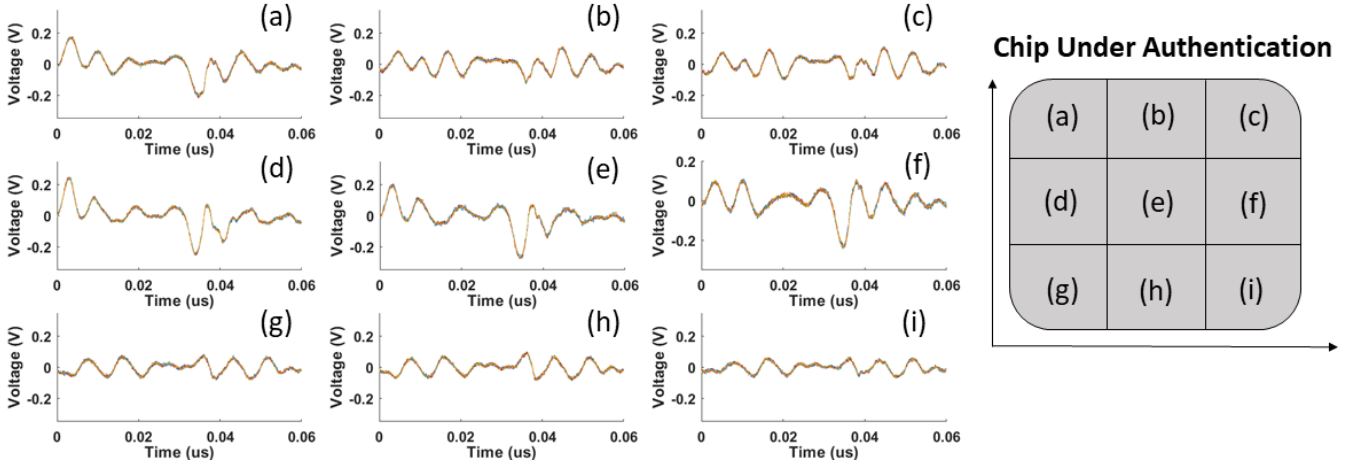 (a)
Voltage (V)
0.2
0
-0.2
0
0.02
0.04
0.06
Time (us)
(b)
Voltage (V)
0.2
0
-0.2
0
0.02
0.04
0.06
Time (us)
(c)
Voltage (V)
0.2
0
-0.2
0
0.02
0.04
0.06
Time (us)
(d)
Voltage (V)
0.2
0
-0.2
0
0.02
0.04
0.06
Time (us)
(e)
Voltage (V)
0.2
0
-0.2
0
0.02
0.04
0.06
Time (us)
(f)
Voltage (V)
0.2
0
-0.2
0
0.02
0.04
0.06
Time (us)
(g)
Voltage (V)
0.2
0
-0.2
0
0.02
0.04
0.06
Time (us)
(h)
Voltage (V)
0.2
0
-0.2
0
0.02
0.04
0.06
Time (us)
(i)
Voltage (V)
0.2
0
-0.2
0
0.02
0.04
0.06
Time (us)
Chip Under Authentication
(a) (b) (c)
(d) (e) (f)
(g) (h) (i)